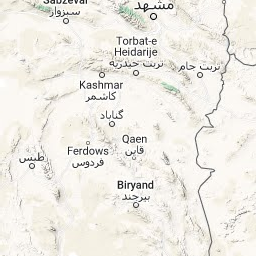 Sabzevar
سبزوار
مشهد
Torbat-e
Heidarije
تربت حیدریه
تربت جام
Kashmar
کاشمر
گناباد
Qaen
قاین
Ferdows
فردوس
طبس
Biryand
بیرجند